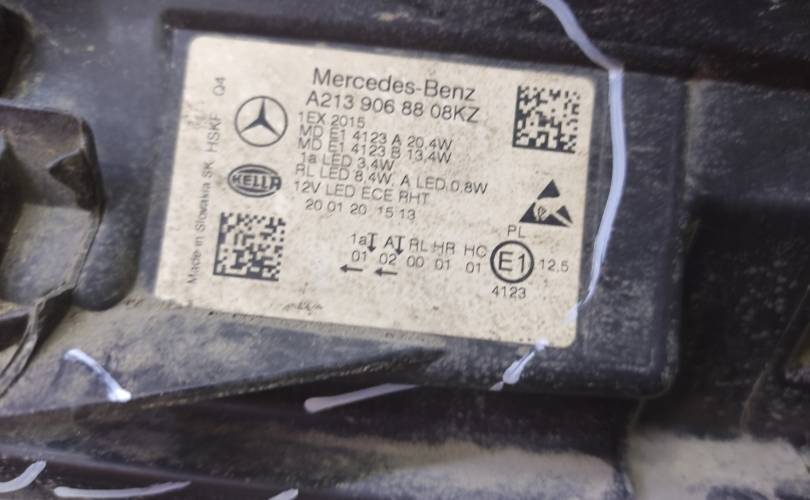 Mercedes-Benz
A213 906 88 08KZ
1EX 2015
MD E1 4123 A 20,4W
MD E1 4123 B 13,4W
1a LED 3,4W
RL LED 8,4W, A LED 0,8W
12V LED ECE RHT
20 01 20 15 13
HELLA
Made in Slowakia SK HSKF Q4
1a A RL HR HC
01 02 00 01 01
PL
E1 12.5
4123